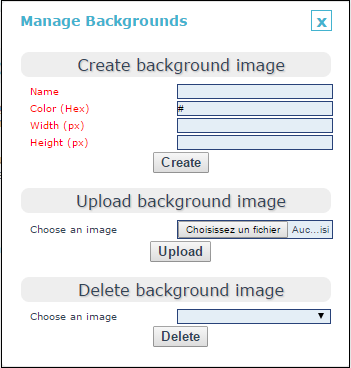 Manage Backgrounds x
Create background image
Name
Color (Hex) #
Width (px)
Height (px)
Create
Upload background image
Choose an image Choisissez un fichier Auc...isi
Upload
Delete background image
Choose an image
Delete